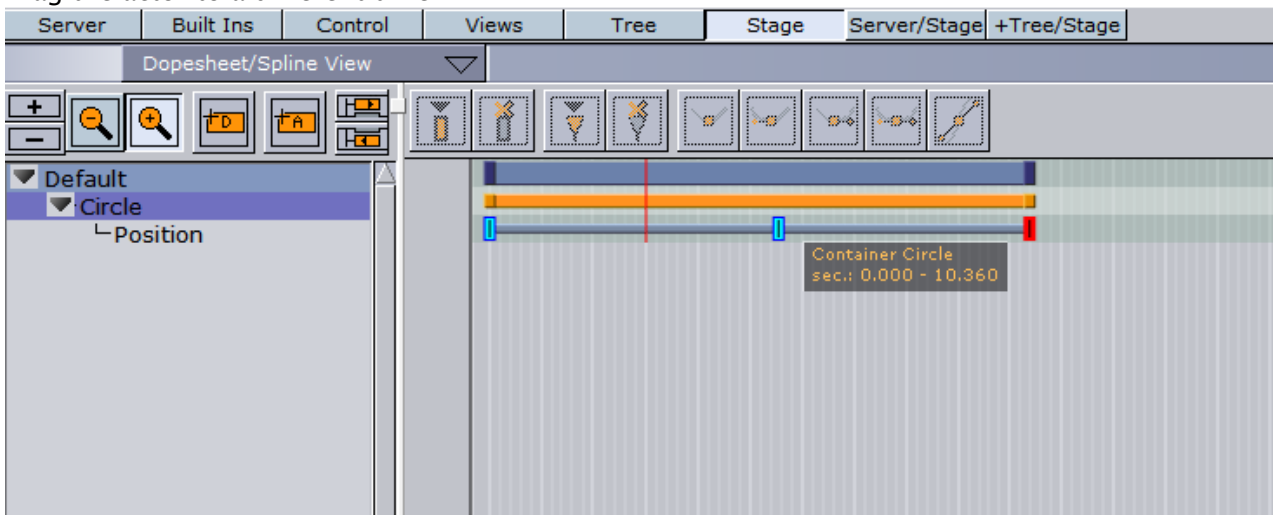 Server Built Ins Control Views Tree Stage Server/Stage +Tree/Stage
Dopesheet/Spline View
D A
Default
Circle
Position
Container Circle
sec.: 0.000 - 10.360